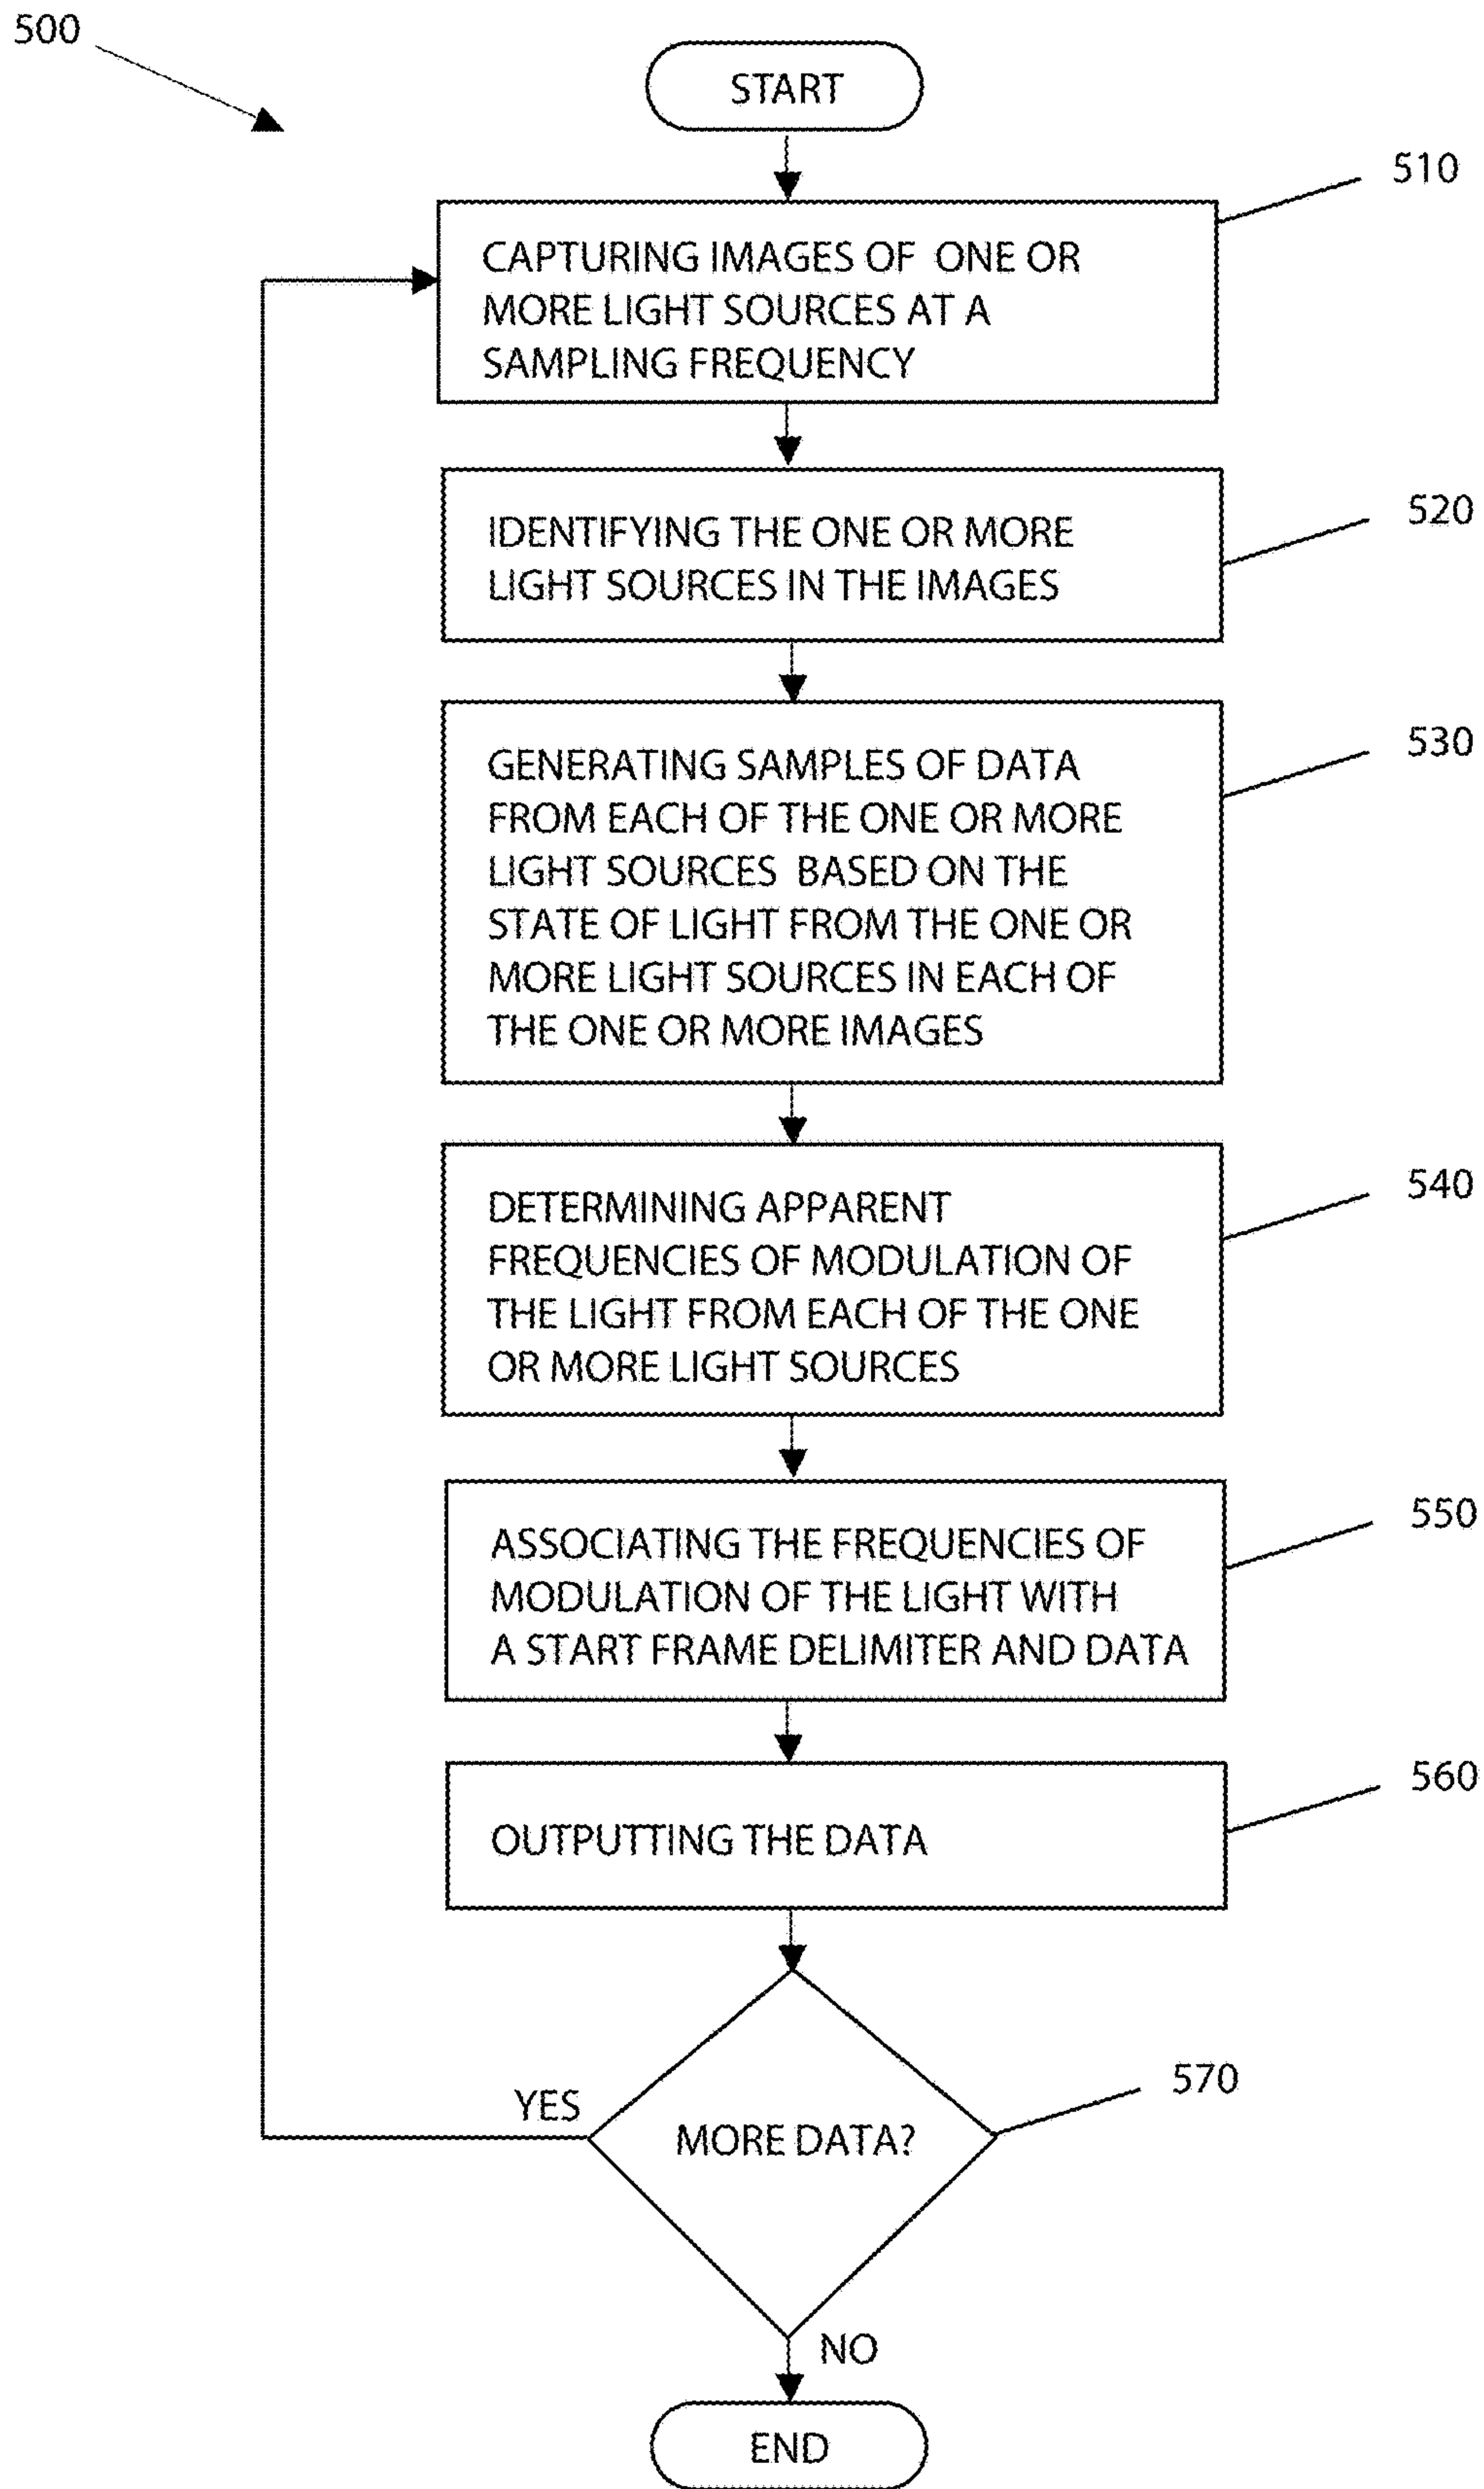 500
START
510
CAPTURING IMAGES OF ONE OR
MORE LIGHT SOURCES AT A
SAMPLING FREQUENCY
520
IDENTIFYING THE ONE OR MORE
LIGHT SOURCES IN THE IMAGES
530
GENERATING SAMPLES OF DATA
FROM EACH OF THE ONE OR MORE
LIGHT SOURCES BASED ON THE
STATE OF LIGHT FROM THE ONE OR
MORE LIGHT SOURCES IN EACH OF
THE ONE OR MORE IMAGES
540
DETERMINING APPARENT
FREQUENCIES OF MODULATION OF
THE LIGHT FROM EACH OF THE ONE
OR MORE LIGHT SOURCES
550
ASSOCIATING THE FREQUENCIES OF
MODULATION OF THE LIGHT WITH
A START FRAME DELIMITER AND DATA
560
OUTPUTTING THE DATA
570
YES
MORE DATA?
NO
END